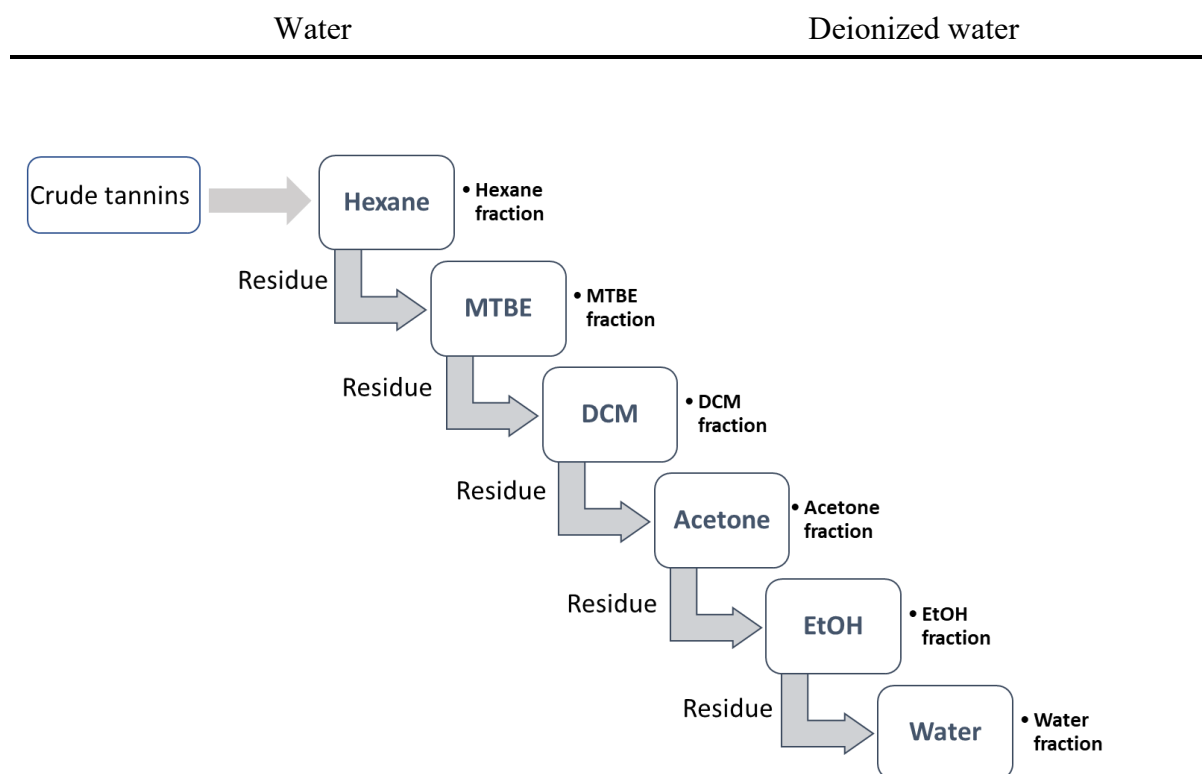 Water
Deionized water
Crude tannins
Hexane
• Hexane
fraction
Residue
MTBE
• MTBE
fraction
Residue
DCM
• DCM
fraction
Residue
Acetone
• Acetone
fraction
Residue
EtOH
• EtOH
fraction
Residue
Water
• Water
fraction